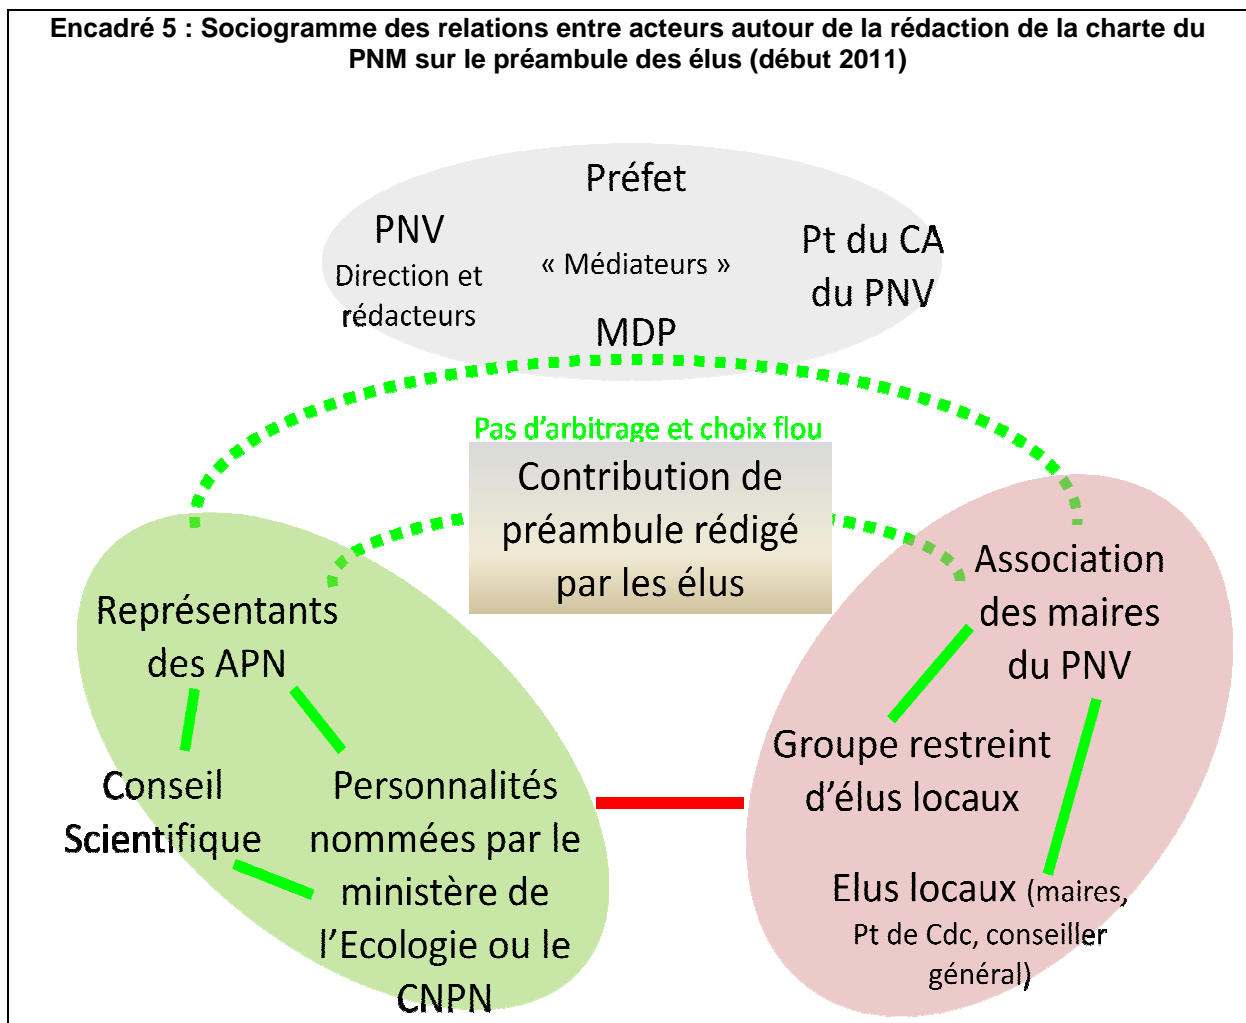 Encadré 5 : Sociogramme des relations entre acteurs autour de la rédaction de la charte du
PNM sur le préambule des élus (début 2011)
Préfet
PNV
Direction et
rédacteurs
« Médiateurs »
Pt du CA
du PNV
MDP
Pas d'arbitrage et choix flou
Contribution de
préambule rédigé
par les élus
Représentants
des APN
Conseil
Scientifique
Personnalités
nommées par le
ministère de
l'Ecologie ou le
CNPN
Association
des maires
du PNV
Groupe restreint
d'élus locaux
Elus locaux (maires,
Pt de Cdc, conseiller
général)